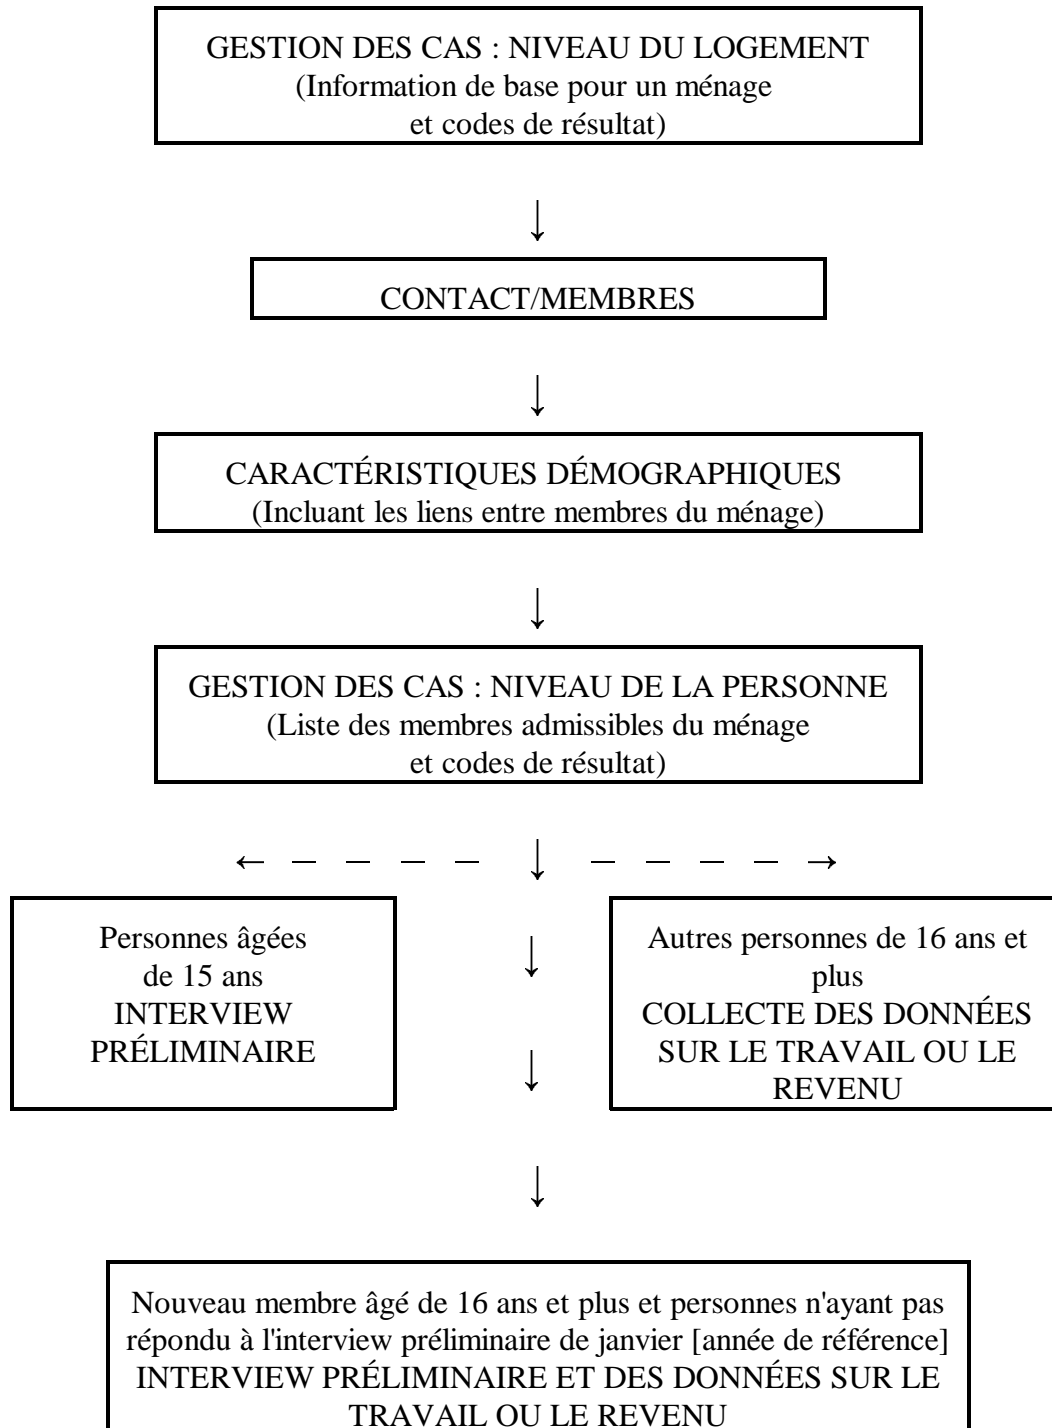 GESTION DES CAS : NIVEAU DU LOGEMENT
(Information de base pour un ménage
et codes de résultat)
↓
CONTACT/MEMBRES
↓
CARACTÉRISTIQUES DÉMOGRAPHIQUES
(Incluant les liens entre membres du ménage)
↓
GESTION DES CAS : NIVEAU DE LA PERSONNE
(Liste des membres admissibles du ménage
et codes de résultat)
← — — — — ↓ — — — — →
Personnes âgées
de 15 ans
INTERVIEW
PRÉLIMINAIRE
↓
↓
Autres personnes de 16 ans et
plus
COLLECTE DES DONNÉES
SUR LE TRAVAIL OU LE
REVENU
↓
Nouveau membre âgé de 16 ans et plus et personnes n'ayant pas
répondu à l'interview préliminaire de janvier [année de référence]
INTERVIEW PRÉLIMINAIRE ET DES DONNÉES SUR LE
TRAVAIL OU LE REVENU